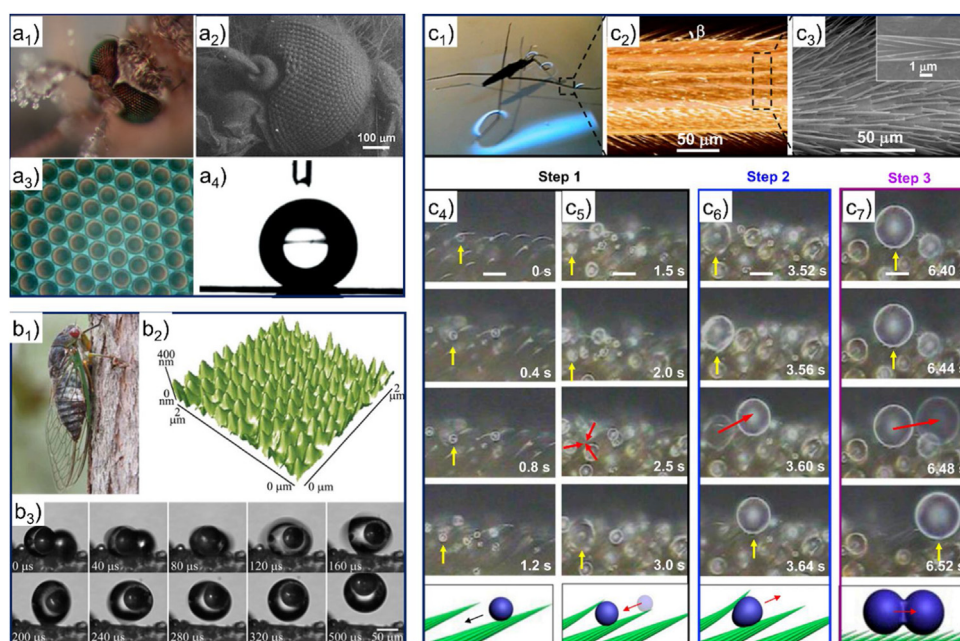 a1)
a2)
100 μm
a3)
a4)
b1)
b2)
400
nm
0
nm
2
μm
0 μm
0 μm
2
μm
b3)
0 μs
40 μs
80 μs
120 μs
160 μs
200 μs
240 μs
280 μs
320 μs
500 μs
50 μm
c1)
c2)
β
50 μm
c3)
1 μm
50 μm
Step 1
Step 2
Step 3
c4)
0 s
0.4 s
0.8 s
1.2 s
c5)
1.5 s
2.0 s
2.5 s
3.0 s
c6)
3.52 s
3.56 s
3.60 s
3.64 s
c7)
6.40 s
6.44 s
6.48 s
6.52 s